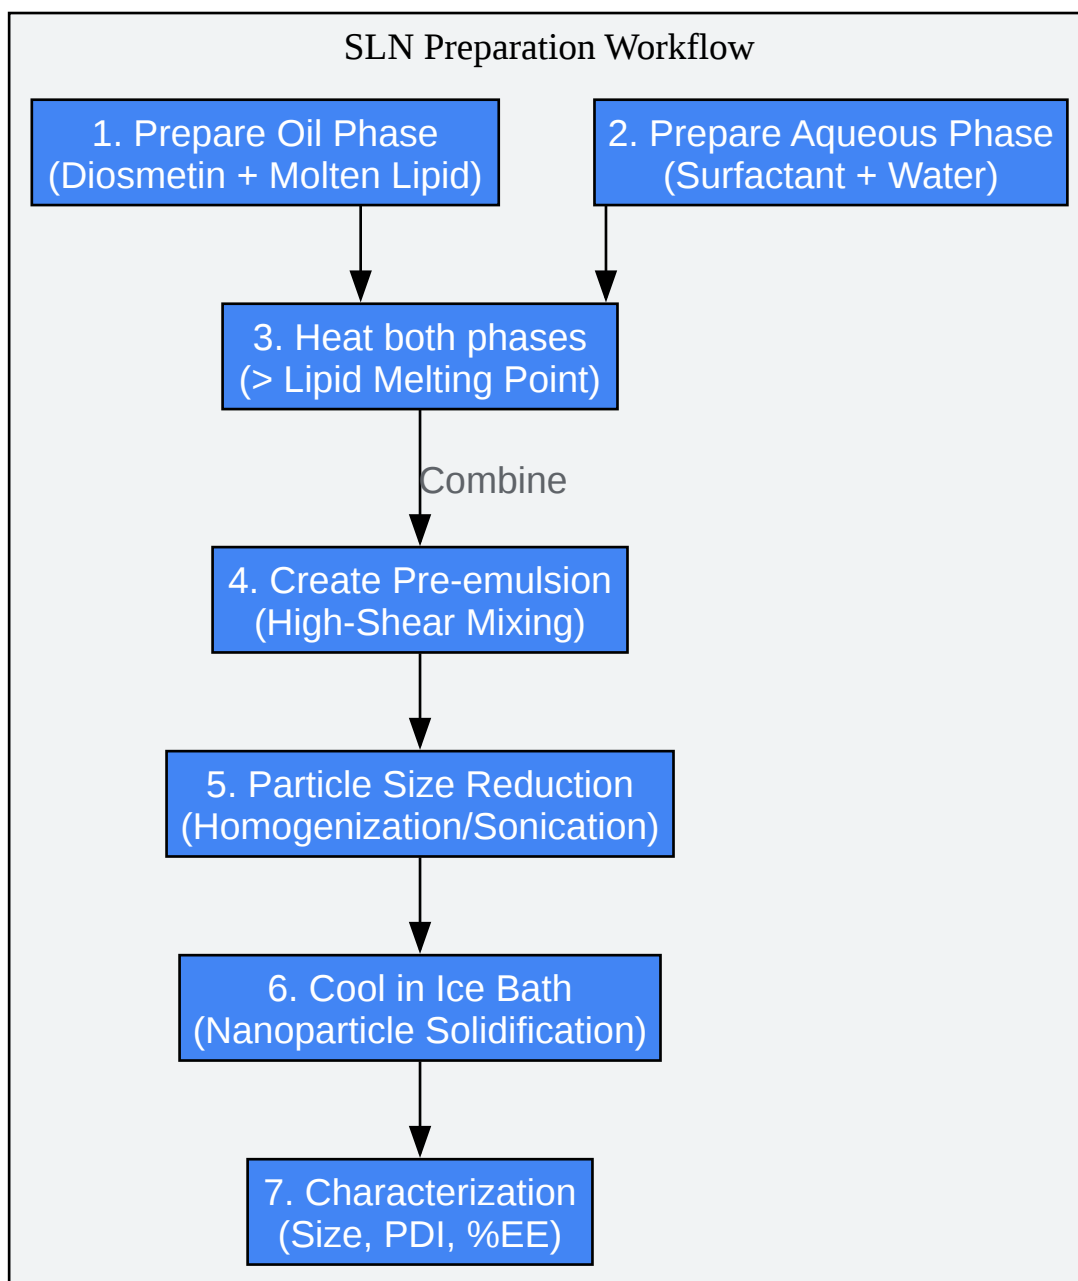 SLN Preparation Workflow
1. Prepare Oil Phase
(Diosmetin + Molten Lipid)
2. Prepare Aqueous Phase
(Surfactant + Water)
3. Heat both phases
(> Lipid Melting Point)
Combine
4. Create Pre-emulsion
(High-Shear Mixing)
5. Particle Size Reduction
(Homogenization/Sonication)
6. Cool in Ice Bath
(Nanoparticle Solidification)
7. Characterization
(Size, PDI, %EE)